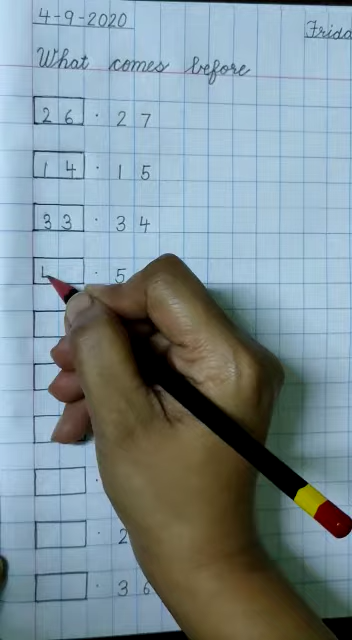 4-9-2020 Frida
What comes before
26 . 27
14 . 15
33 . 34
4 . 5
. 2
. 36